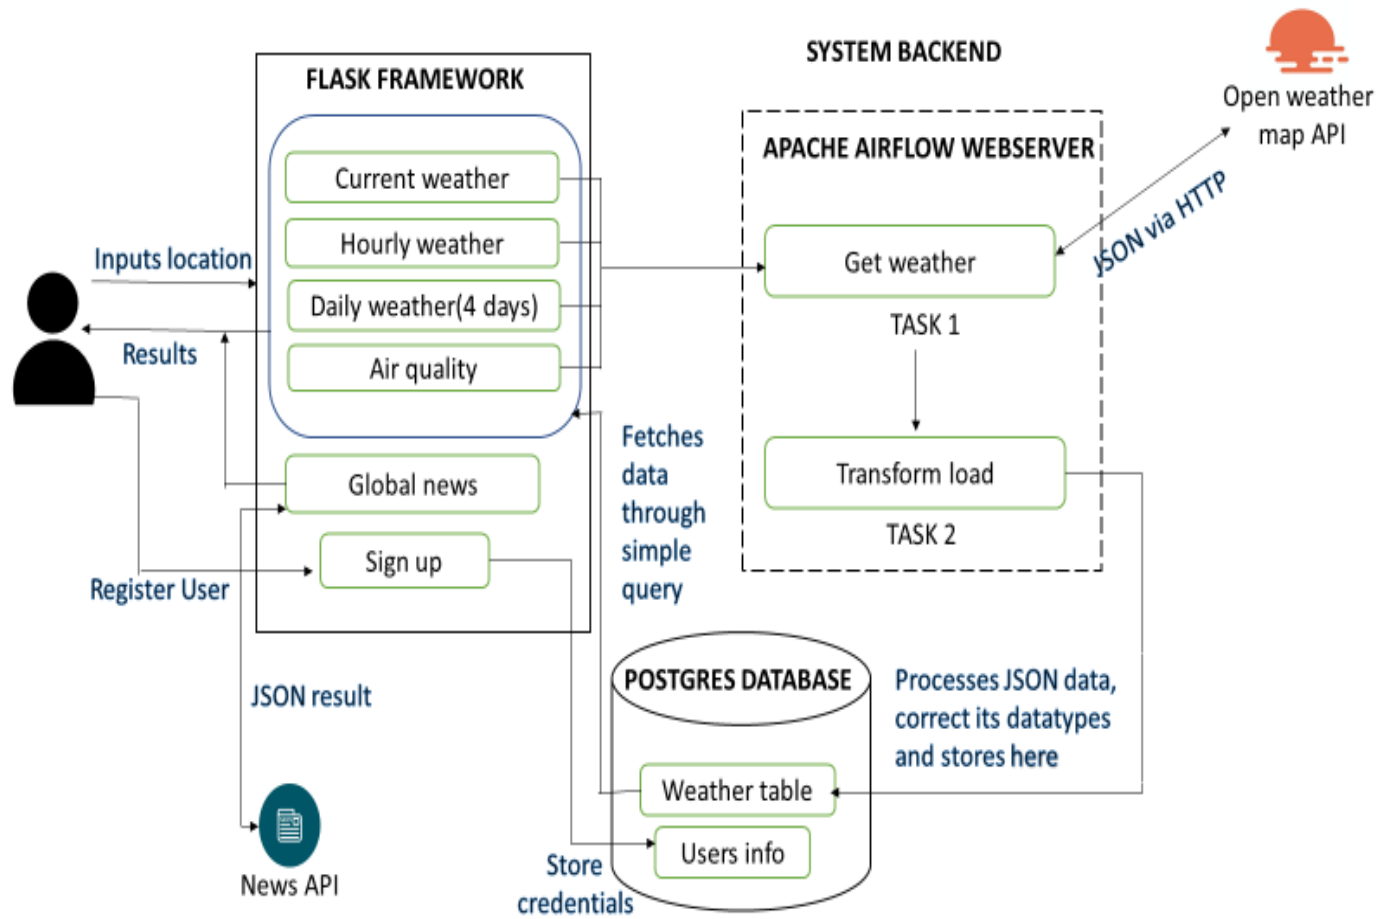 SYSTEM BACKEND
FLASK FRAMEWORK
Open weather
map API
APACHE AIRFLOW WEBSERVER
Current weather
Hourly weather
Daily weather(4 days)
Air quality
Inputs location
Results
Get weather
TASK 1
JSON via HTTP
Fetches
data
through
simple
query
Transform load
TASK 2
Global news
Sign up
Register User
JSON result
News API
POSTGRES DATABASE
Weather table
Users info
Processes JSON data,
correct its datatypes
and stores here
Store
credentials